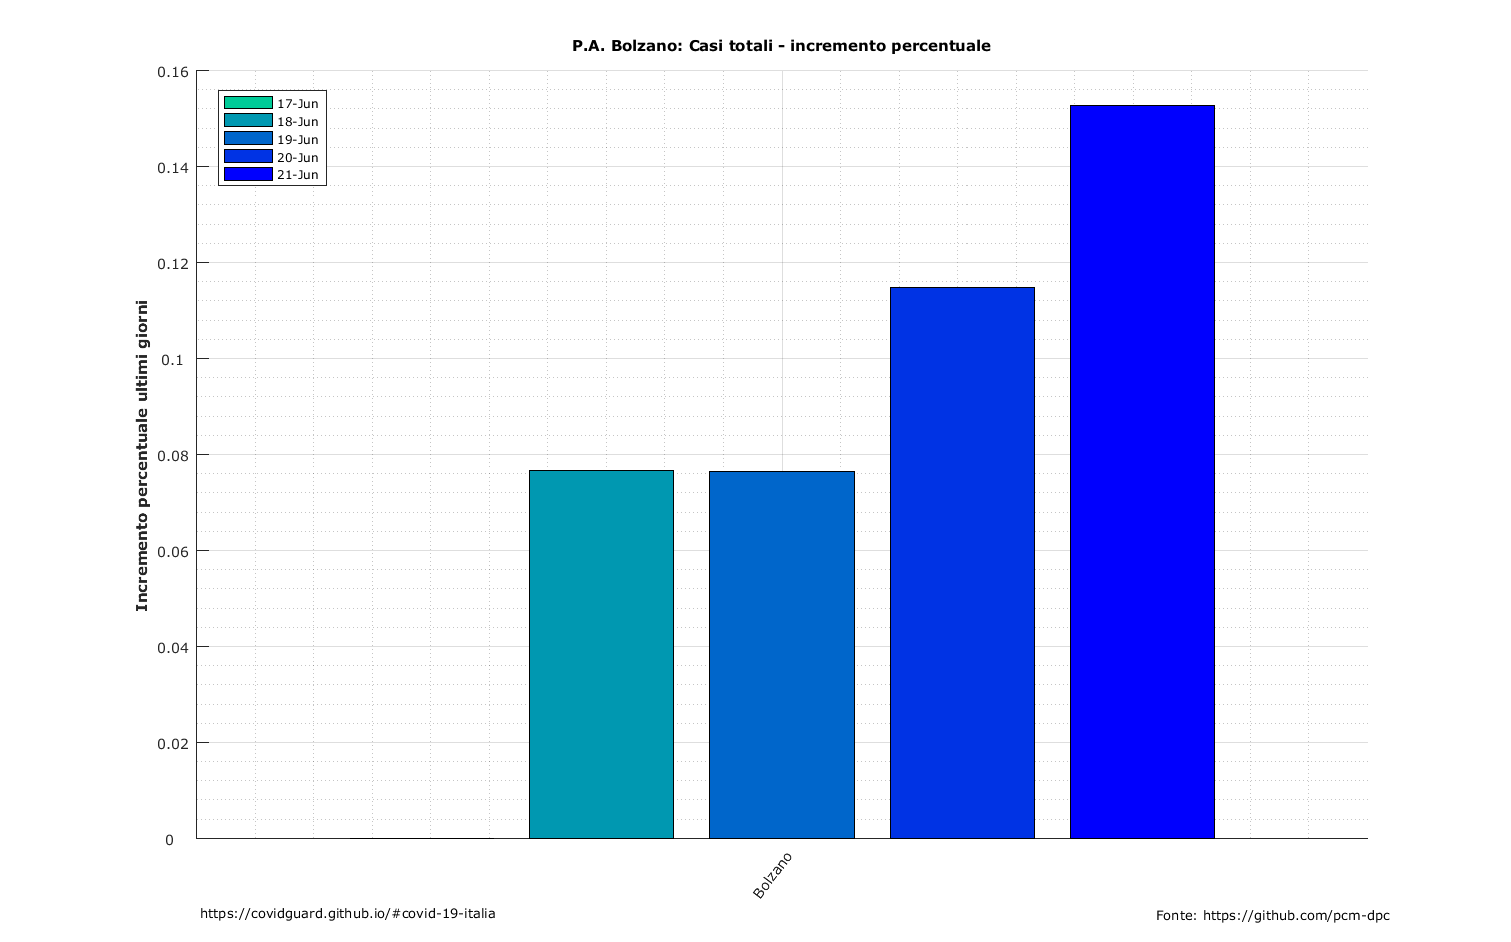 P.A. Bolzano: Casi totali - incremento percentuale
Incremento percentuale ultimi giorni
0.16
0.14
0.12
0.1
0.08
0.06
0.04
0.02
0
17-Jun
18-Jun
19-Jun
20-Jun
21-Jun
Bolzano
https://covidguard.github.io/#covid-19-italia
Fonte: https://github.com/pcm-dpc